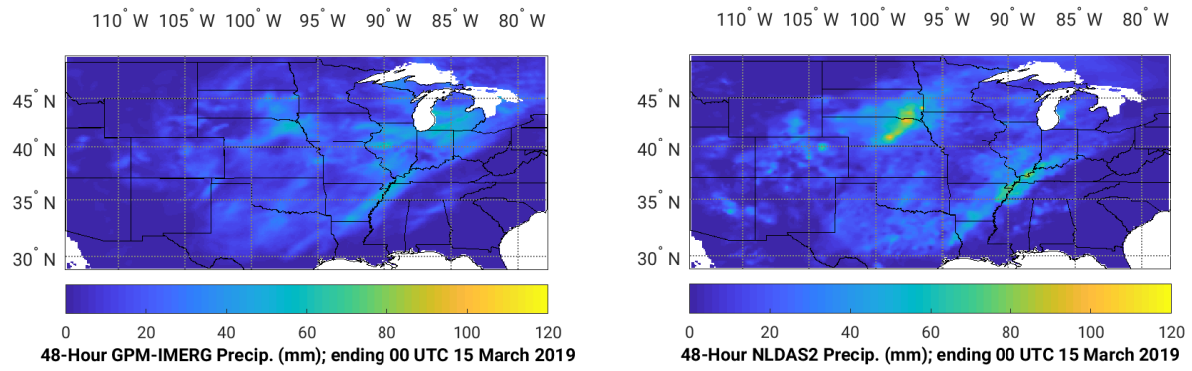 110° W 105° W 100° W 95° W 90° W 85° W 80° W
45° N
40° N
35° N
30° N
0 20 40 60 80 100 120
48-Hour GPM-IMERG Precip. (mm); ending 00 UTC 15 March 2019
110° W 105° W 100° W 95° W 90° W 85° W 80° W
45° N
40° N
35° N
30° N
0 20 40 60 80 100 120
48-Hour NLDAS2 Precip. (mm); ending 00 UTC 15 March 2019